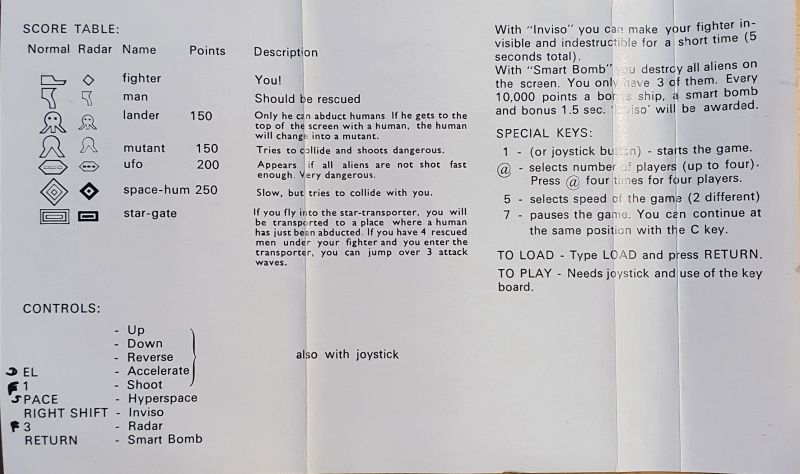 SCORE TABLE:
Normal Radar Name Points Description
fighter You!
man Should be rescued
lander 150 Only he can abduct humans If he gets to the
top of the screen with a human, the human
will change into a mutant.
mutant 150 Tries to collide and shoots dangerous.
ufo 200 Appears if all aliens are not shot fast
enough. Very dangerous.
space-hum 250 Slow, but tries to collide with you.
star-gate If you fly into the star-transporter, you will
be transported to a place where a human
has just been abducted. If you have 4 rescued
men under your fighter and you enter the
transporter, you can jump over 3 attack
waves.
CONTROLS:
- Up
- Down
- Reverse
DEL - Accelerate
F1 - Shoot
SPACE - Hyperspace
RIGHT SHIFT - Inviso
F3 - Radar
RETURN - Smart Bomb
also with joystick
With "Inviso" you can make your fighter in-
visible and indestructible for a short time (5
seconds total).
With "Smart Bomb" you destroy all aliens on
the screen. You only have 3 of them. Every
10,000 points a bonus ship, a smart bomb
and bonus 1.5 sec. 'Inviso' will be awarded.
SPECIAL KEYS:
1 - (or joystick button) - starts the game.
@ - selects number of players (up to four).
Press @ four times for four players.
5 - selects speed of the game (2 different)
7 - pauses the game. You can continue at
the same position with the C key.
TO LOAD - Type LOAD and press RETURN.
TO PLAY - Needs joystick and use of the key
board.